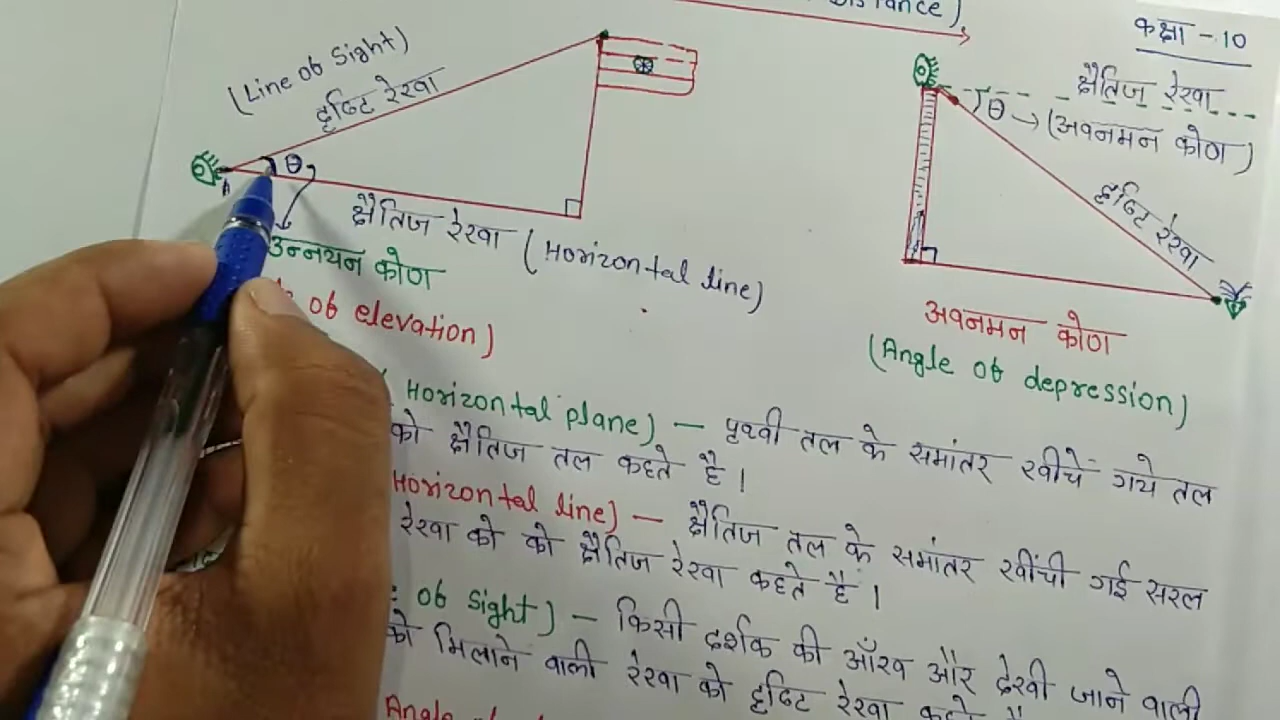 कक्षा - 10
(Line of Sight)
दृष्टि रेखा
θ
A
क्षैतिज रेखा (Horizontal line)
उन्नयन कोण
of elevation)
क्षैतिज रेखा
θ → (अवनमन कोण)
दृष्टि रेखा
अवनमन कोण
(Angle of depression)
Horizontal plane) — पृथ्वी तल के समांतर खीचें गये तल
को क्षैतिज तल कहते है।
Horizontal line) — क्षैतिज तल के समांतर खींची गई सरल
रेखा को को क्षैतिज रेखा कहते है।
of Sight) — किसी दर्शक की आँख और देखी जाने वाली
को मिलाने वाली रेखा को दृष्टि रेखा कहते है